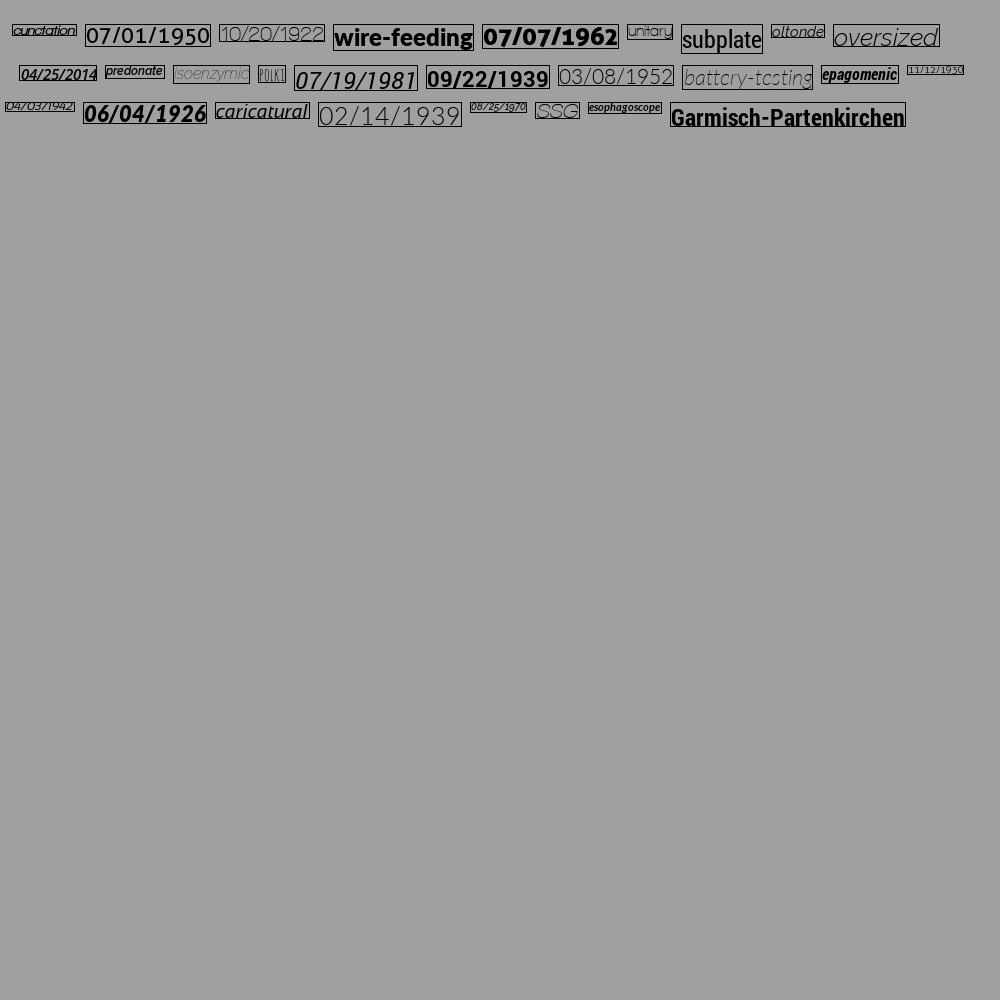 cunctation 07/01/1950 10/20/1922 wire-feeding 07/07/1962 unitary subplate oltonde oversized
04/25/2014 predonate isoenzymic POLKI 07/19/1981 09/22/1939 03/08/1952 battery-testing epagomenic 11/12/1930
04/03/1942 06/04/1926 caricatural 02/14/1939 08/25/1970 SSG esophagoscope Garmisch-Partenkirchen